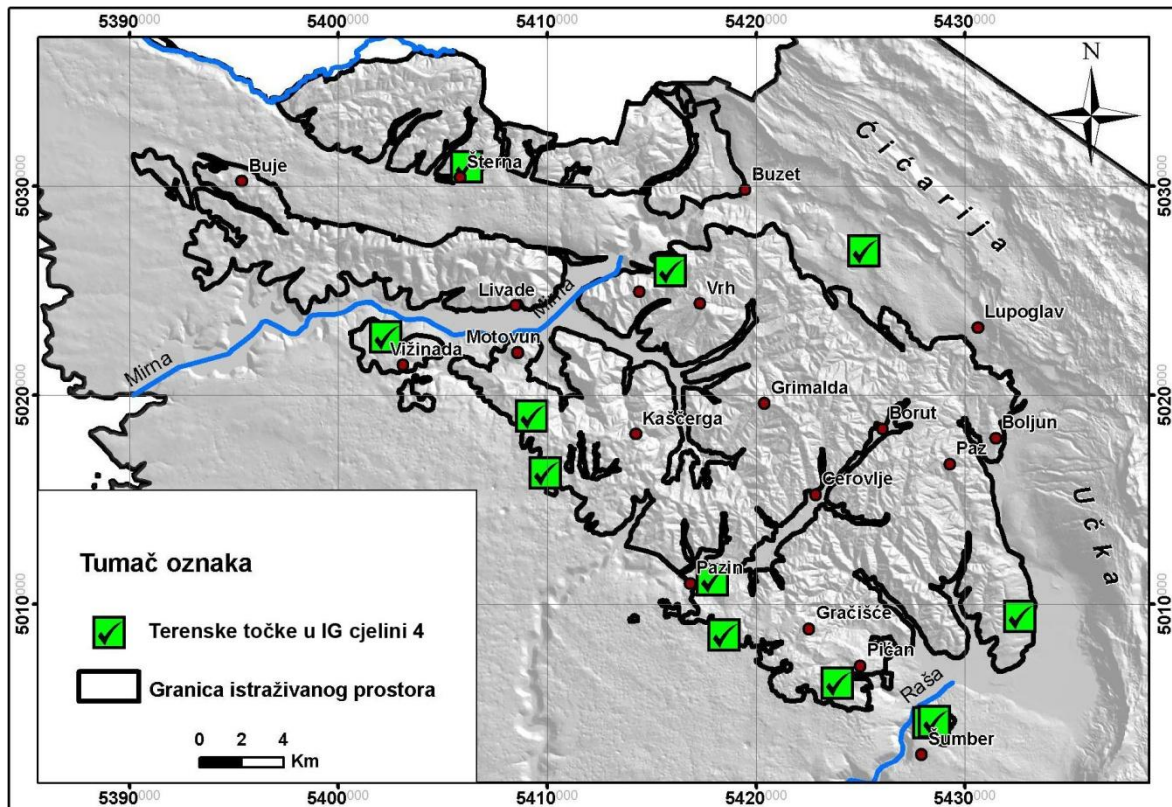 5390000 5400000 5410000 5420000 5430000
N
Ćićarija
Buje
Šterna
Buzet
5030000 5030000
Livade
Mirna
Vrh
Lupoglav
Mirna
Vižinada
Motovun
5020000 5020000
Kaščerga
Grimalda
Borut
Boljun
Paz
Cerovlje
Učka
Pazin
5010000 5010000
Gračišće
Pićan
Raša
Šumber
Tumač oznaka
Terenske točke u IG cjelini 4
Granica istraživanog prostora
0 2 4
Km
5390000 5400000 5410000 5420000 5430000